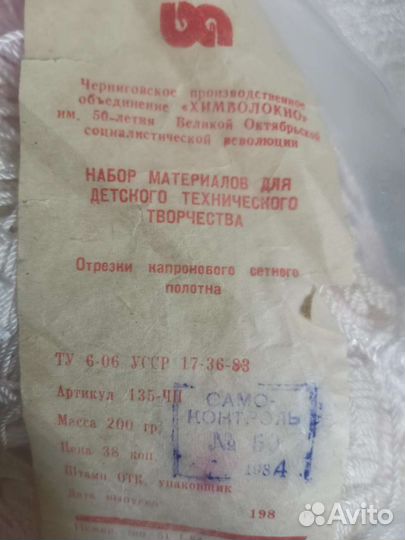 Черниговское производственное
объединение «ХИМВОЛОКНО»
им. 50-летия Великой Октябрьской
социалистической революции
НАБОР МАТЕРИАЛОВ ДЛЯ
ДЕТСКОГО ТЕХНИЧЕСКОГО
ТВОРЧЕСТВА
Отрезки капронового сетного
полотна
ТУ 6-06 УССР 17-36-83
Артикул 135-ЧП
Масса 200 гр.
Цена 38 коп.
Штамп ОТК, упаковщик
Дата выпуска 198
САМО-
КОНТРОЛЬ
№ 60
1984
Avito